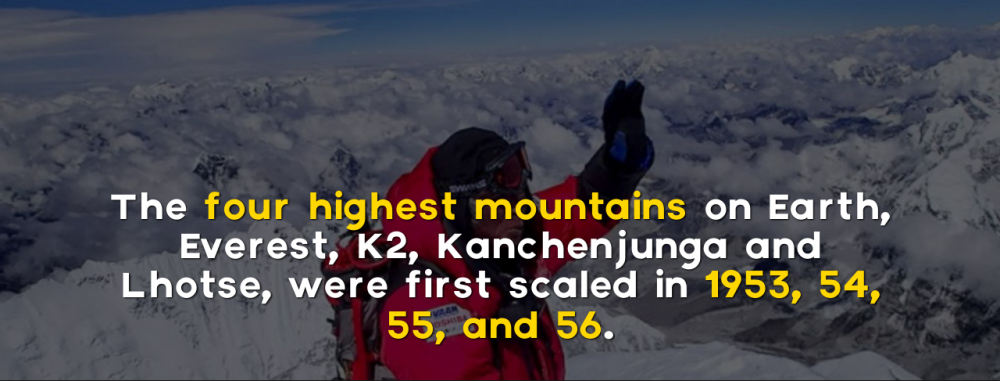 The four highest mountains on Earth,
Everest, K2, Kanchenjunga and
Lhotse, were first scaled in 1953, 54,
55, and 56.